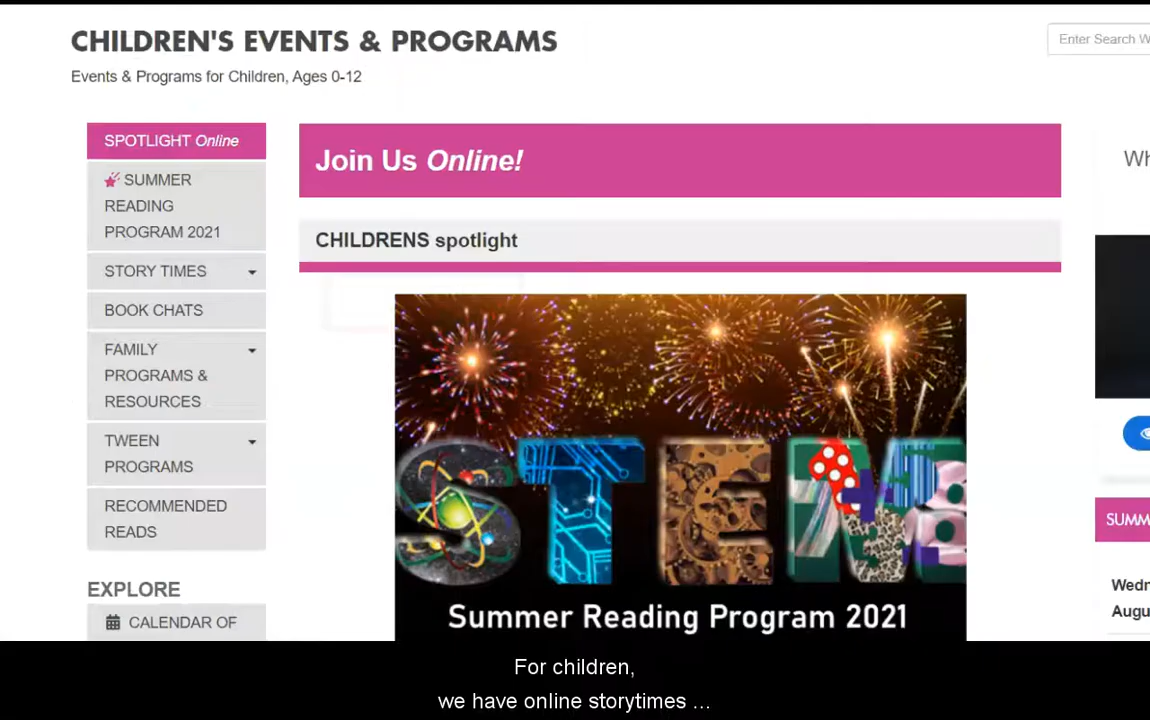 CHILDREN'S EVENTS & PROGRAMS
Enter Search W
Events & Programs for Children, Ages 0-12
SPOTLIGHT Online
SUMMER
READING
PROGRAM 2021
STORY TIMES
BOOK CHATS
FAMILY
PROGRAMS &
RESOURCES
TWEEN
PROGRAMS
RECOMMENDED
READS
EXPLORE
CALENDAR OF
Join Us Online!
CHILDRENS spotlight
STEAM
Summer Reading Program 2021
Wh
SUMM
Wedn
Augu
For children,
we have online storytimes ...